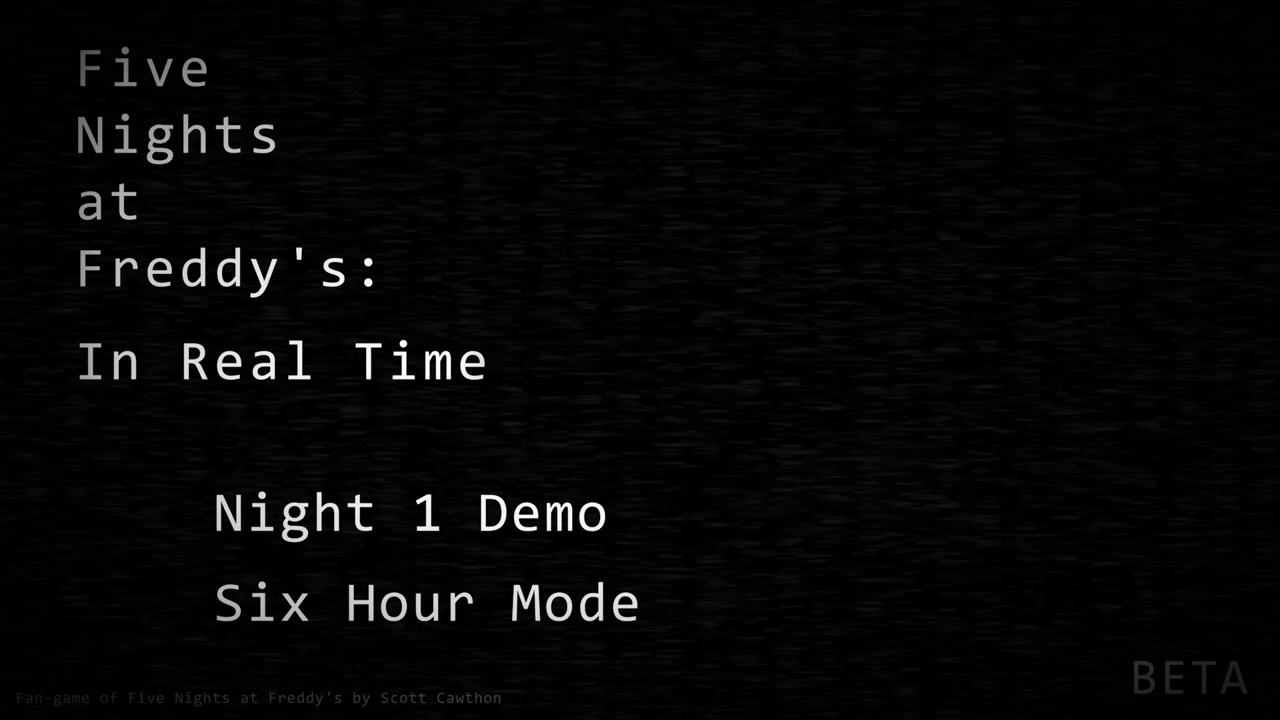 Five
Nights
at
Freddy's:
In Real Time
Night 1 Demo
Six Hour Mode
Fan-game of Five Nights at Freddy's by Scott Cawthon
BETA